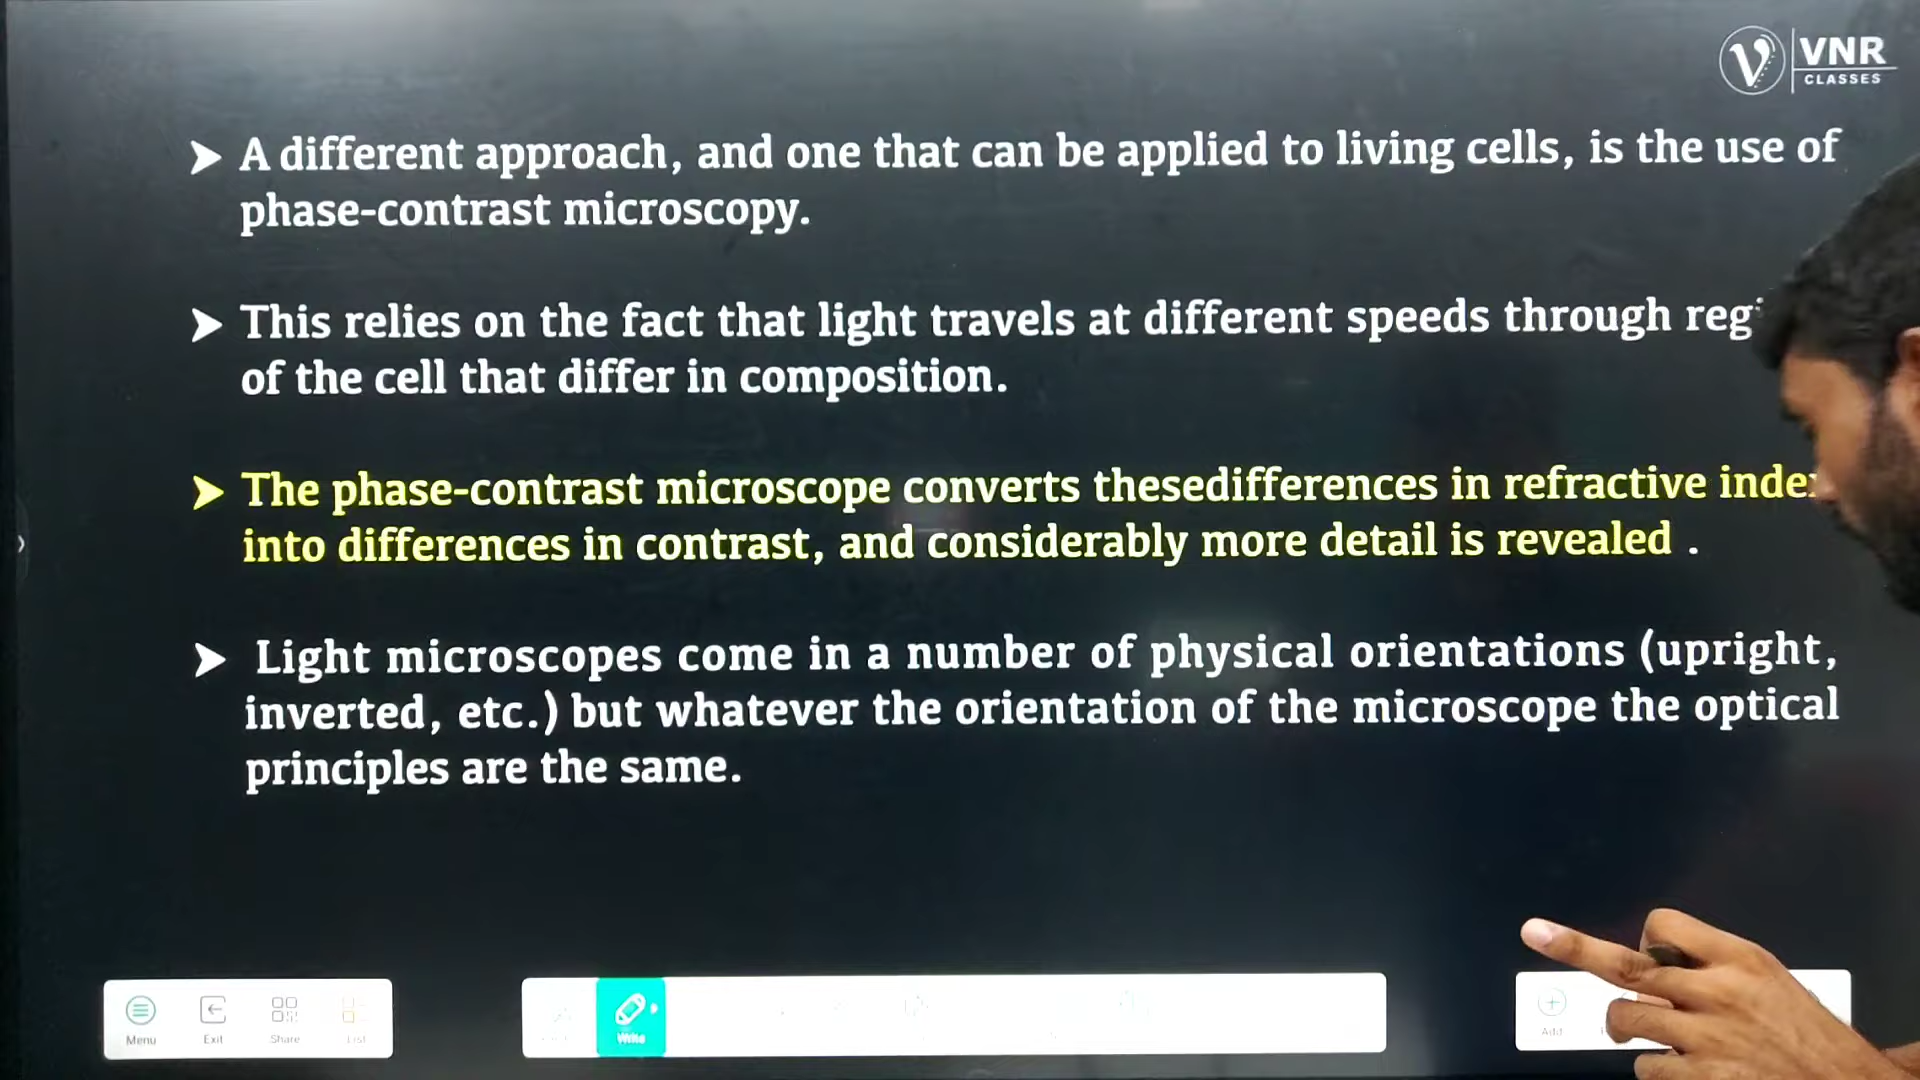 VNR
CLASSES
➤ A different approach, and one that can be applied to living cells, is the use of
phase-contrast microscopy.
➤ This relies on the fact that light travels at different speeds through
of the cell that differ in composition.
➤ The phase-contrast microscope converts thesedifferences in refractive
into differences in contrast, and considerably more detail is revealed .
➤ Light microscopes come in a number of physical orientations (upright,
inverted, etc.) but whatever the orientation of the microscope the optical
principles are the same.
Menu Exit Share List Write Add